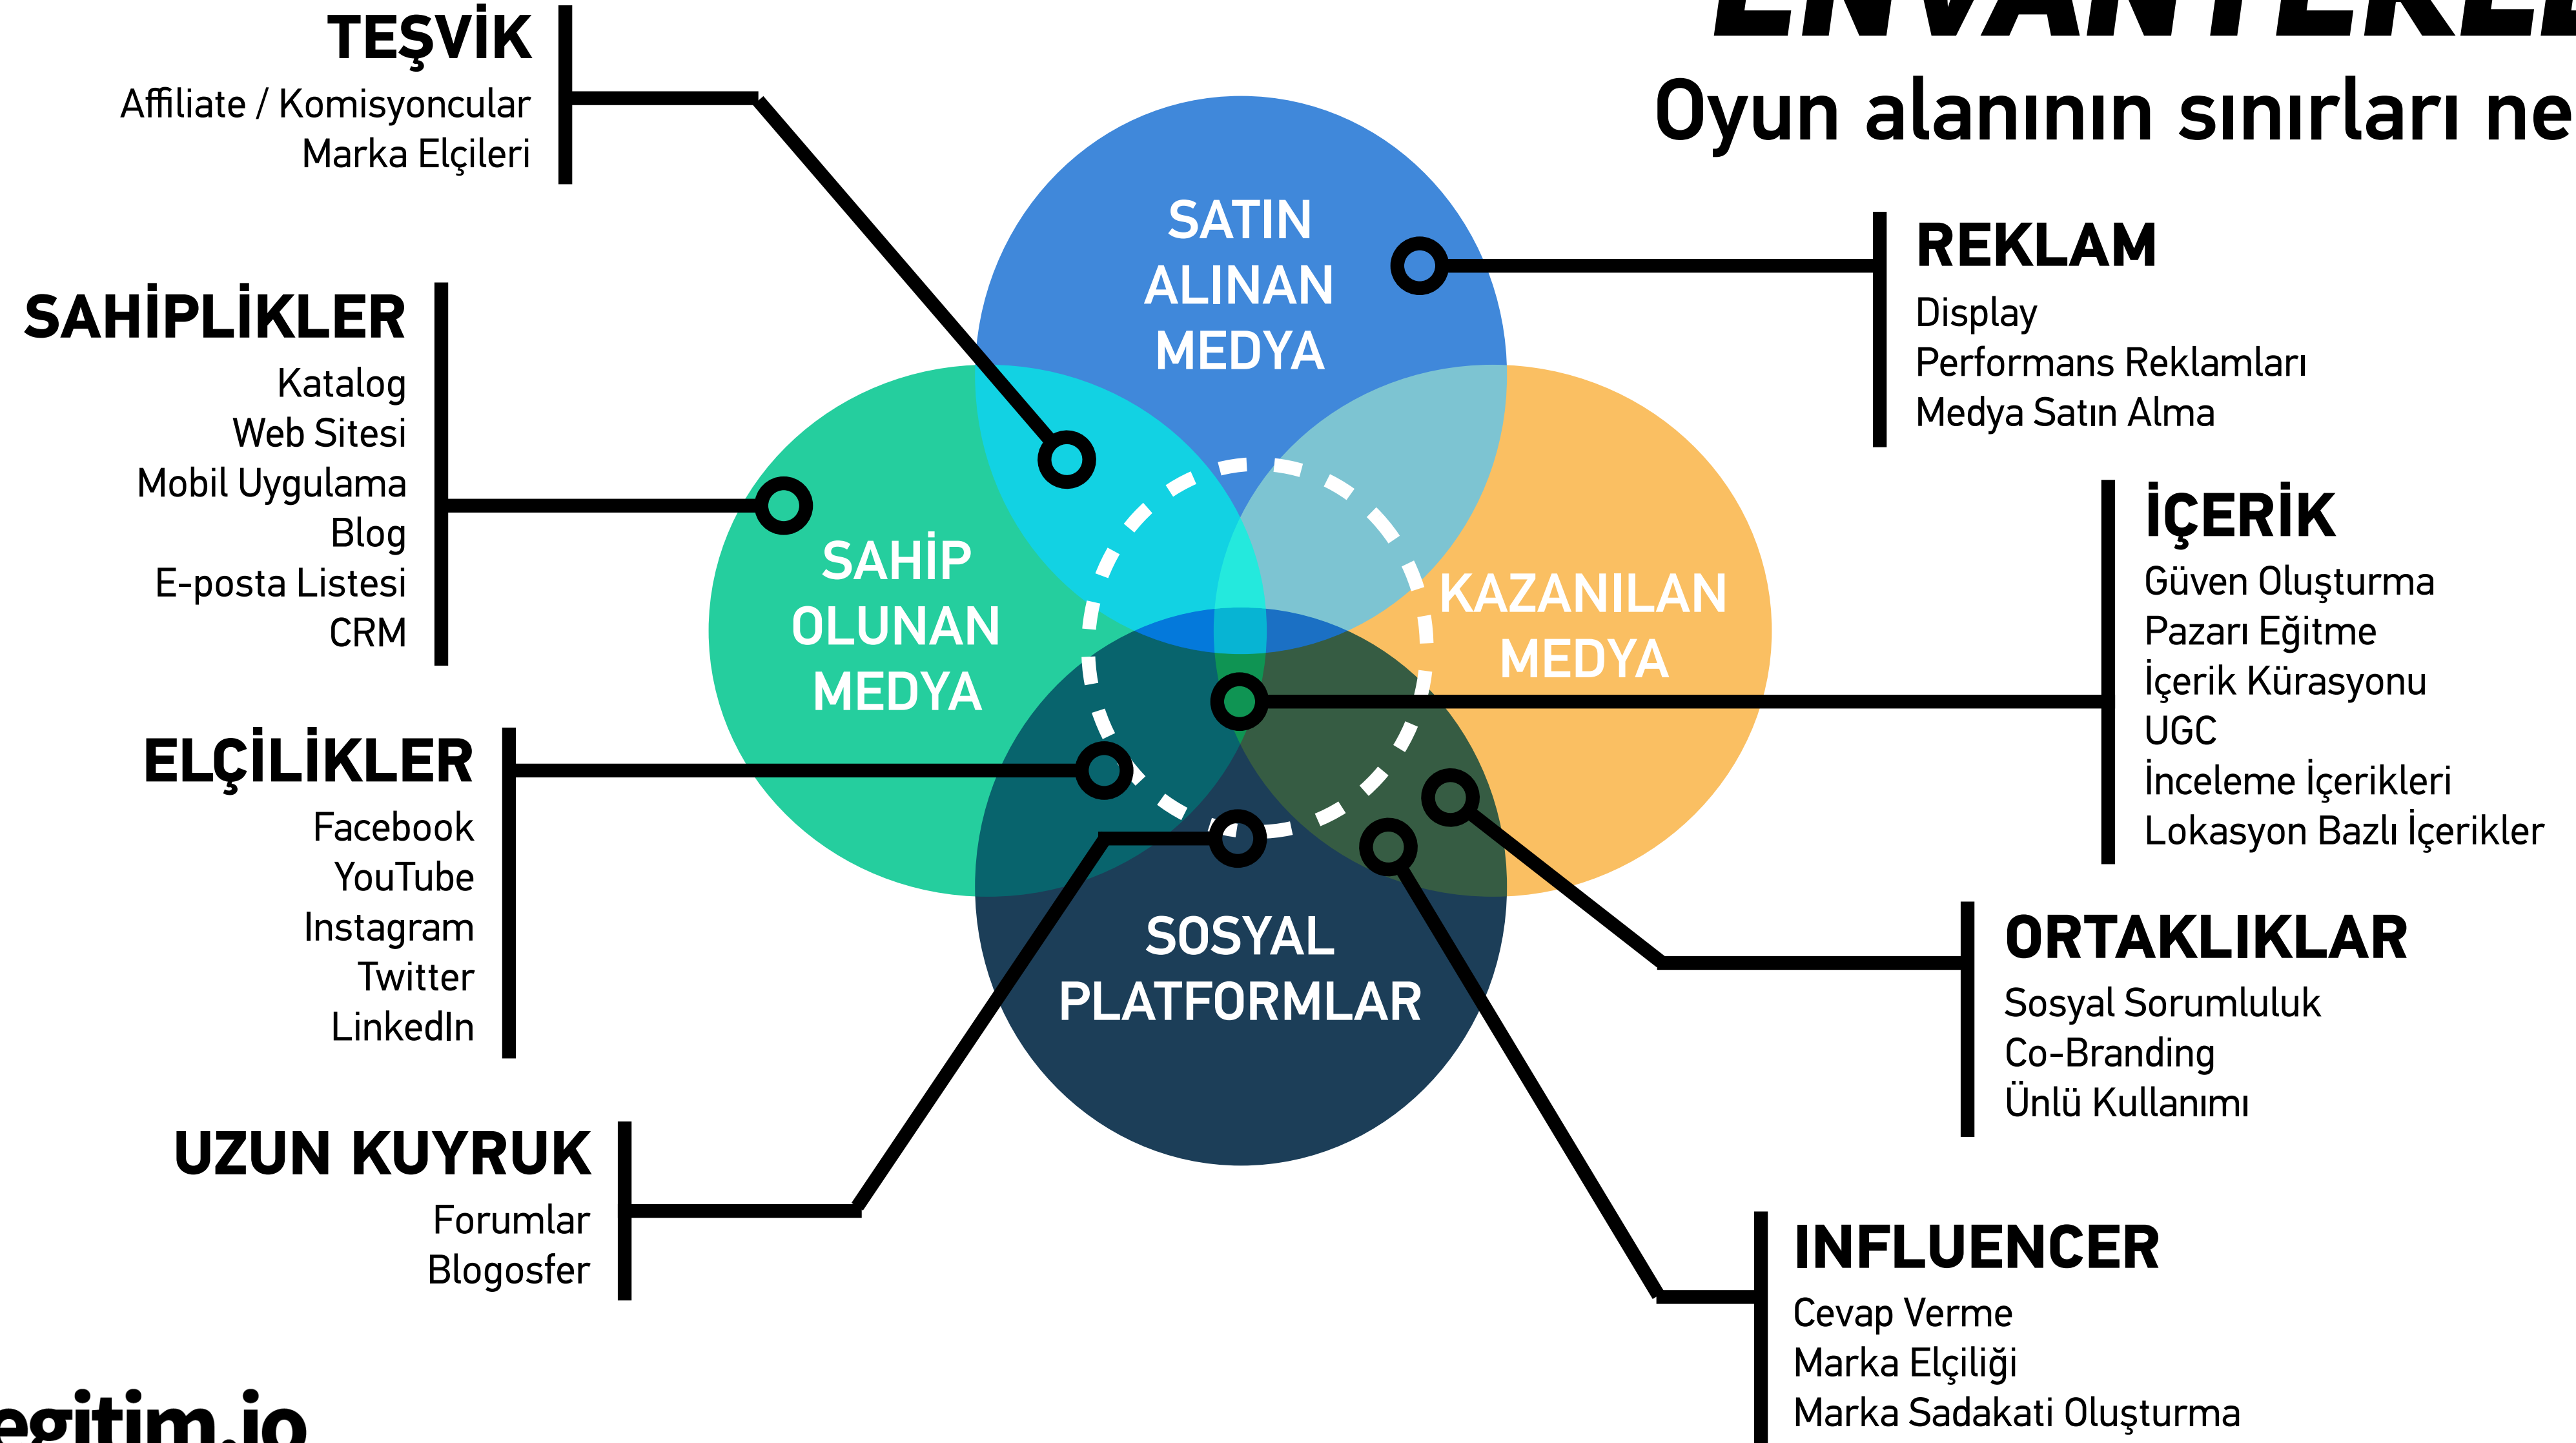 Oyun alanının sınırları ne
TEŞVİK
Affiliate / Komisyoncular
Marka Elçileri
SAHİPLİKLER
Katalog
Web Sitesi
Mobil Uygulama
Blog
E-posta Listesi
CRM
ELÇİLİKLER
Facebook
YouTube
Instagram
Twitter
LinkedIn
UZUN KUYRUK
Forumlar
Blogosfer
SATIN
ALINAN
MEDYA
SAHİP
OLUNAN
MEDYA
KAZANILAN
MEDYA
SOSYAL
PLATFORMLAR
REKLAM
Display
Performans Reklamları
Medya Satın Alma
İÇERİK
Güven Oluşturma
Pazarı Eğitme
İçerik Kürasyonu
UGC
İnceleme İçerikleri
Lokasyon Bazlı İçerikler
ORTAKLIKLAR
Sosyal Sorumluluk
Co-Branding
Ünlü Kullanımı
INFLUENCER
Cevap Verme
Marka Elçiliği
Marka Sadakati Oluşturma
egitim.io